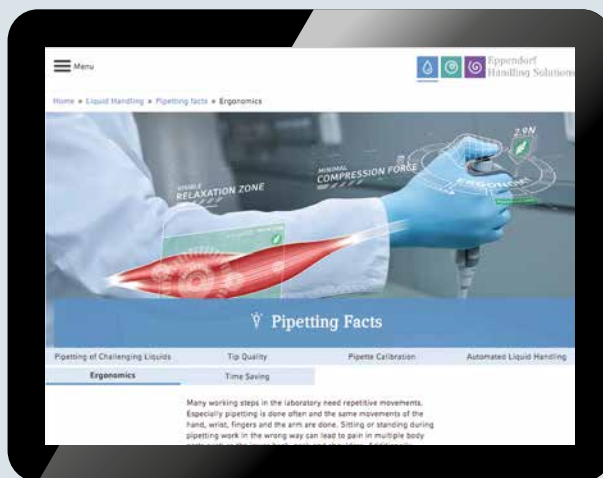 Menu
Eppendorf
Handling Solutions
Home » Liquid Handling » Pipetting facts » Ergonomics
2.9N
MINIMAL
COMPRESSION FORCE
ERGONOMY
VISIBLE
RELAXATION ZONE
Pipetting Facts
Pipetting of Challenging Liquids
Tip Quality
Pipette Calibration
Automated Liquid Handling
Ergonomics
Time Saving
Many working steps in the laboratory need repetitive movements.
Especially pipetting is done often and the same movements of the
hand, wrist, fingers and the arm are done. Sitting or standing during
pipetting work in the wrong way can lead to pain in multiple body